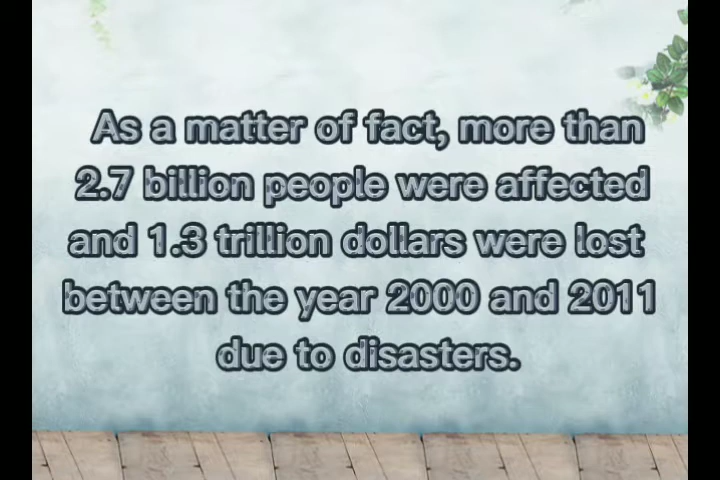 As a matter of fact, more than
2.7 billion people were affected
and 1.3 trillion dollars were lost
between the year 2000 and 2011
due to disasters.